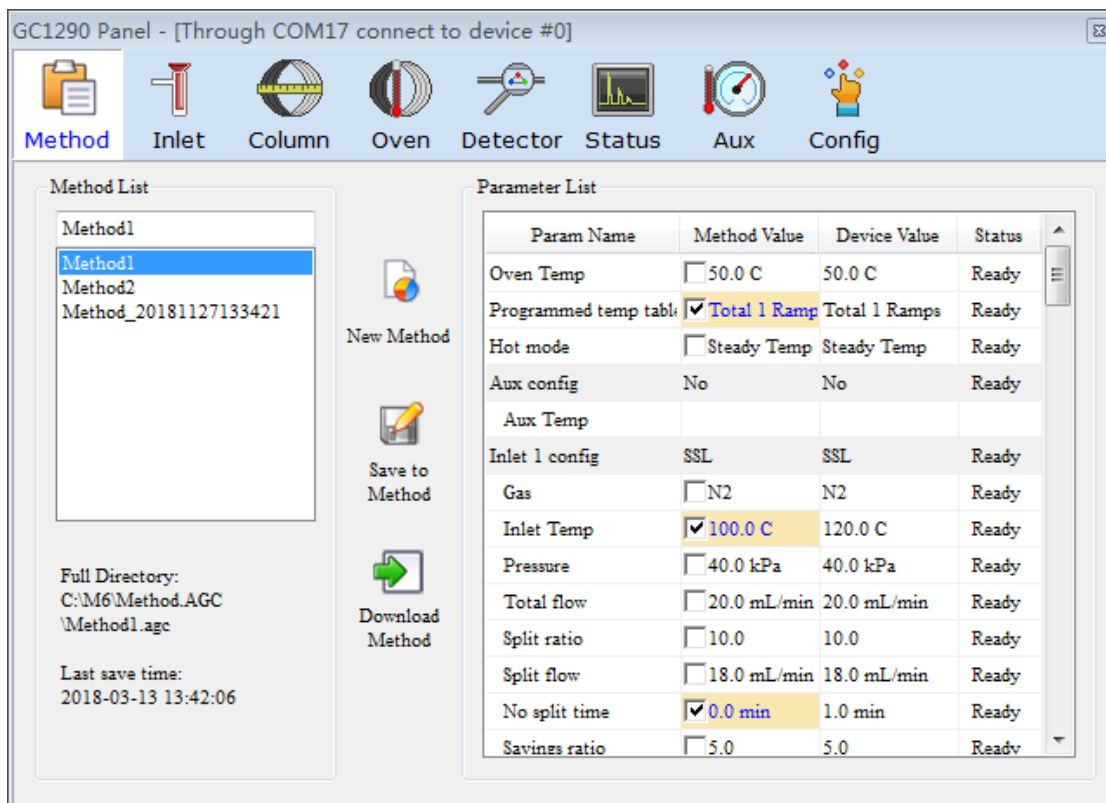 GC1290 Panel - [Through COM17 connect to device #0]
Method Inlet Column Oven Detector Status Aux Config
Method List
Method1
Method1
Method2
Method_20181127133421
New Method
Save to
Method
Download
Method
Full Directory:
C:\M6\Method.AGC
\Method1.agc
Last save time:
2018-03-13 13:42:06
Parameter List
Param Name Method Value Device Value Status
Oven Temp 50.0 C 50.0 C Ready
Programmed temp table Total 1 Ramp Total 1 Ramps Ready
Hot mode Steady Temp Steady Temp Ready
Aux config No No Ready
Aux Temp
Inlet 1 config SSL SSL Ready
Gas N2 N2 Ready
Inlet Temp 100.0 C 120.0 C Ready
Pressure 40.0 kPa 40.0 kPa Ready
Total flow 20.0 mL/min 20.0 mL/min Ready
Split ratio 10.0 10.0 Ready
Split flow 18.0 mL/min 18.0 mL/min Ready
No split time 0.0 min 1.0 min Ready
Savings ratio 5.0 5.0 Ready